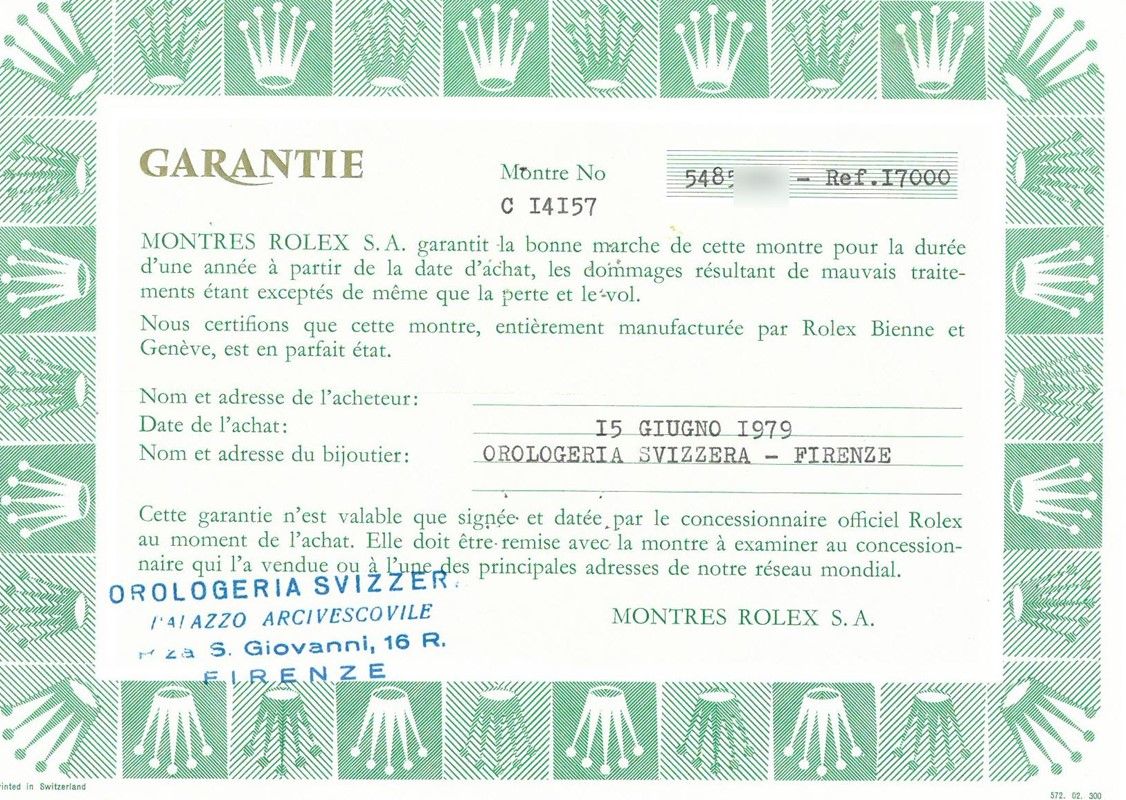 GARANTIE
Montre No
548 – Ref.I7000
C I4I57
MONTRES ROLEX S.A. garantit la bonne marche de cette montre pour la durée
d'une année à partir de la date d'achat, les dommages résultant de mauvais traite-
ments étant exceptés de même que la perte et le vol.
Nous certifions que cette montre, entièrement manufacturée par Rolex Bienne et
Genève, est en parfait état.
Nom et adresse de l'acheteur:
Date de l'achat: I5 GIUGNO I979
Nom et adresse du bijoutier: OROLOGERIA SVIZZERA – FIRENZE
Cette garantie n'est valable que signée et datée par le concessionnaire officiel Rolex
au moment de l'achat. Elle doit être remise avec la montre à examiner au concession-
naire qui l'a vendue ou à l'une des principales adresses de notre réseau mondial.
OROLOGERIA SVIZZER
PALAZZO ARCIVESCOVILE
MONTRES ROLEX S.A.
za S. Giovanni, 16 R.
FIRENZE
rinted in Switzerland
572. 02. 300